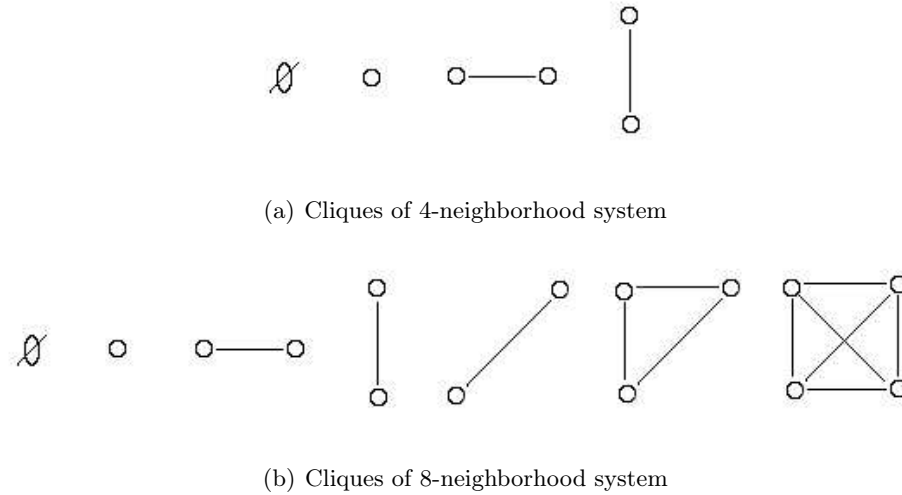 (a) Cliques of 4-neighborhood system
(b) Cliques of 8-neighborhood system